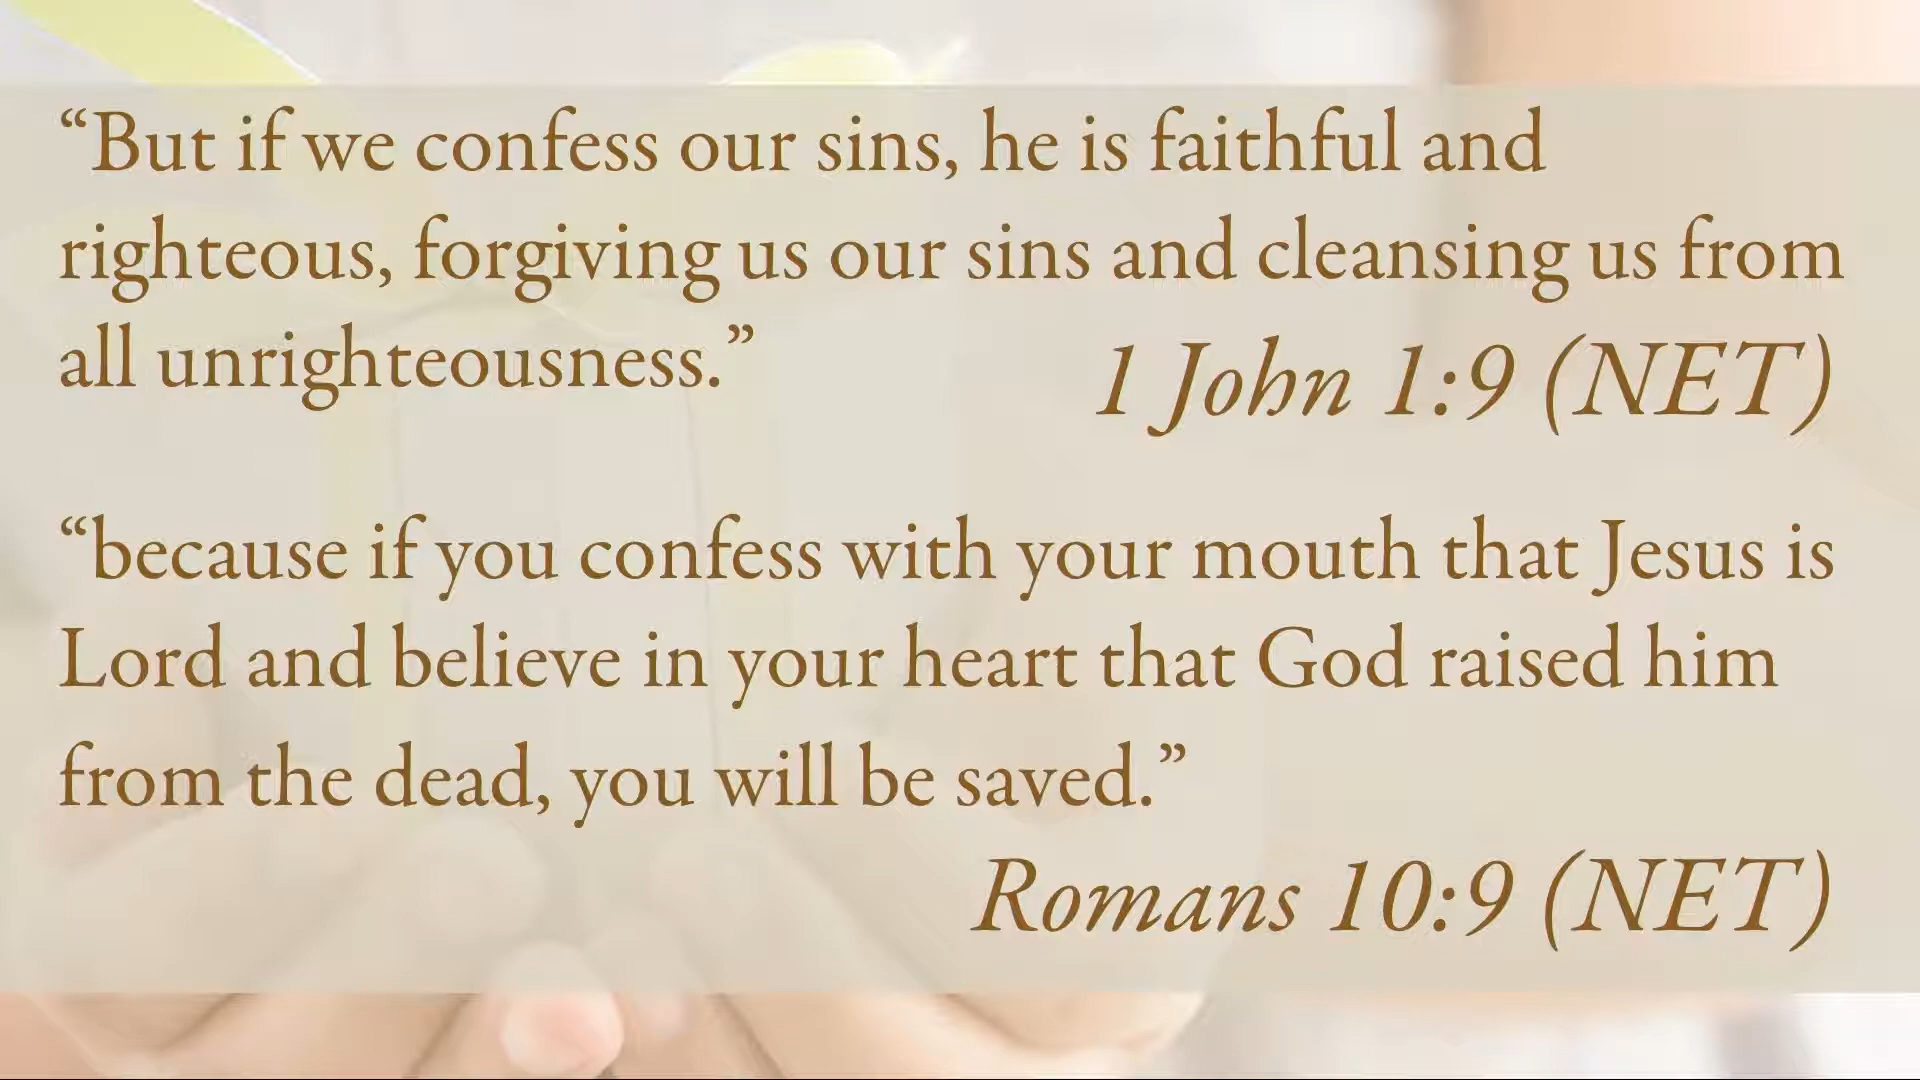 “But if we confess our sins, he is faithful and
righteous, forgiving us our sins and cleansing us from
all unrighteousness.”
1 John 1:9 (NET)
“because if you confess with your mouth that Jesus is
Lord and believe in your heart that God raised him
from the dead, you will be saved.”
Romans 10:9 (NET)